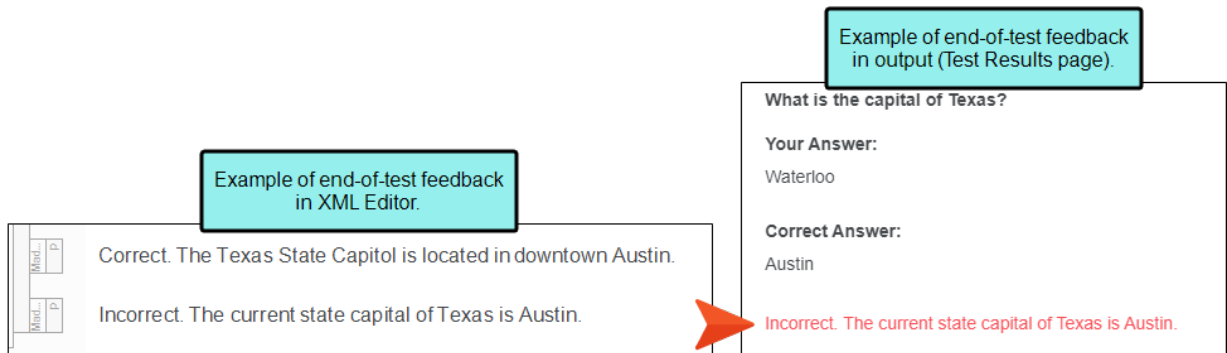 Example of end-of-test feedback
in XML Editor.
Mad...
p
Correct. The Texas State Capitol is located in downtown Austin.
Mad...
p
Incorrect. The current state capital of Texas is Austin.
Example of end-of-test feedback
in output (Test Results page).
What is the capital of Texas?
Your Answer:
Waterloo
Correct Answer:
Austin
Incorrect. The current state capital of Texas is Austin.